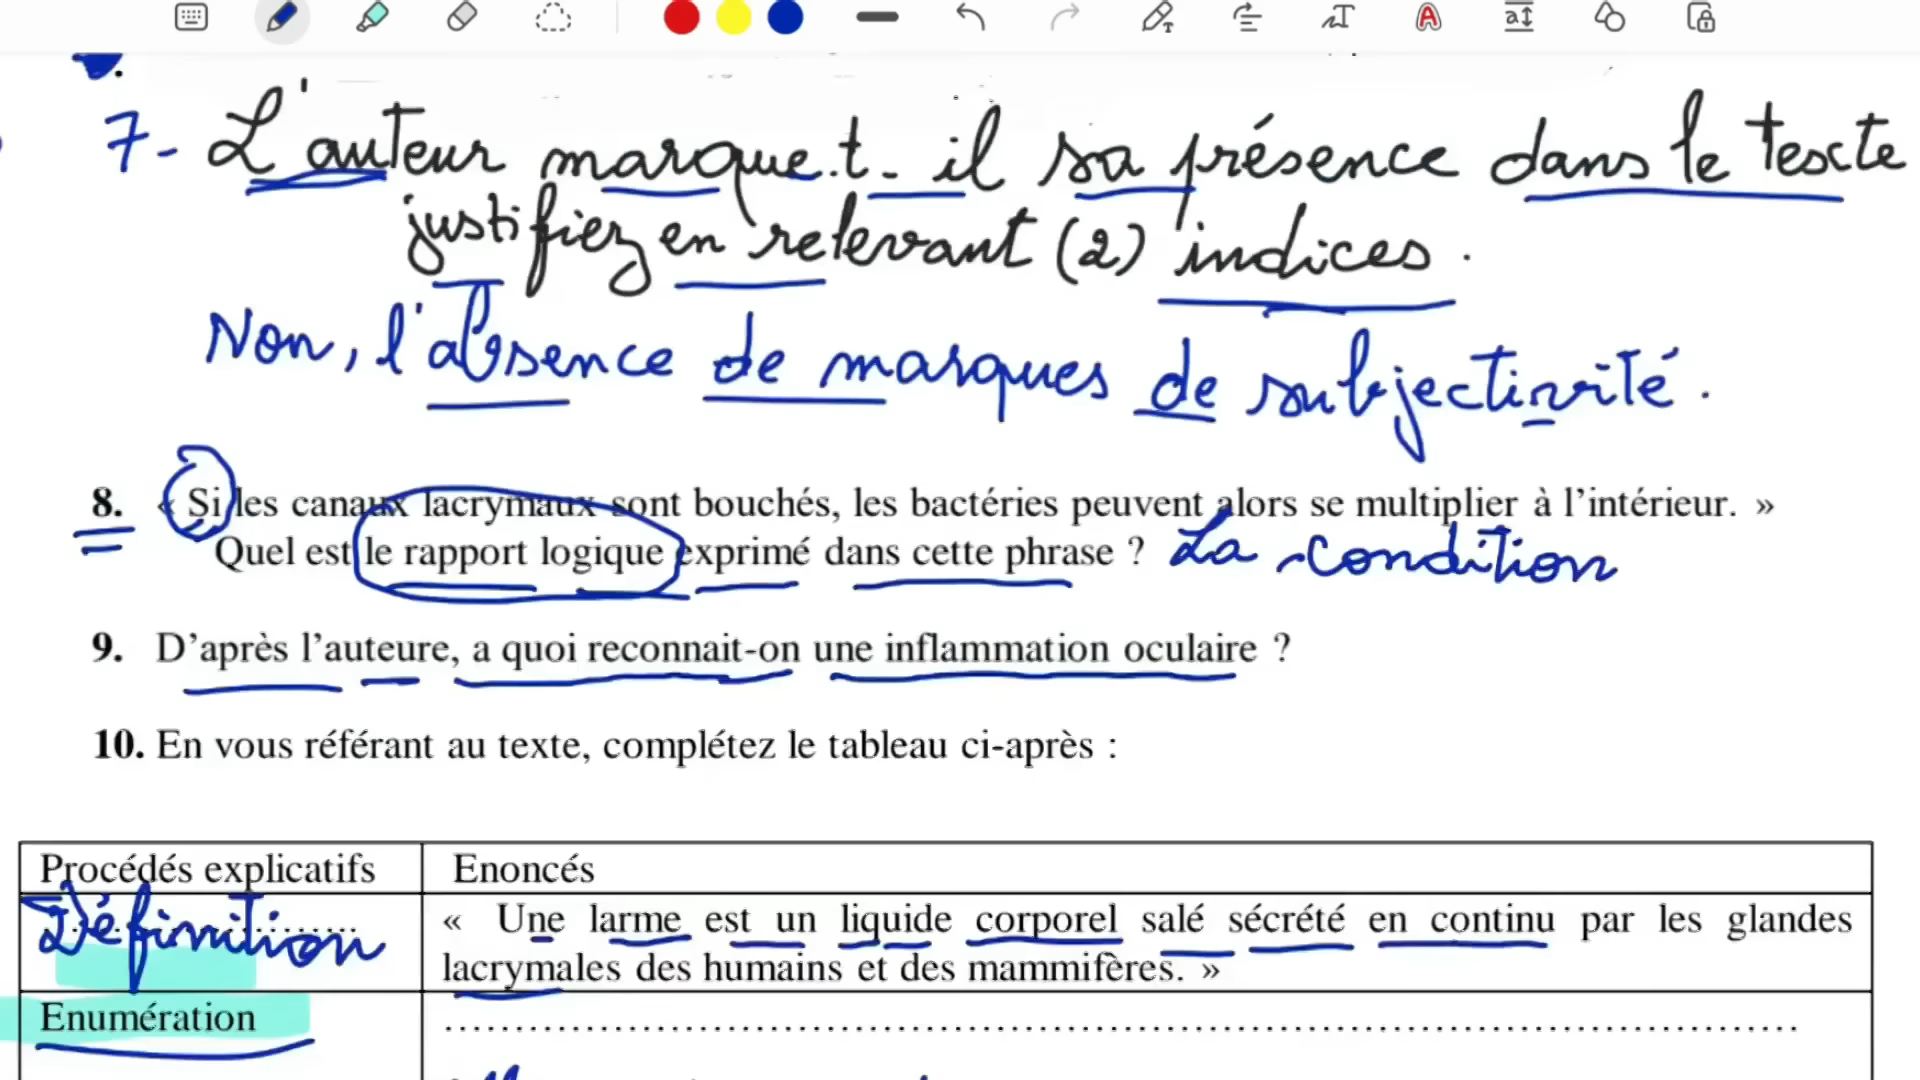 7- L'auteur marque.t-il sa présence dans le texte
justifiez en relevant (2) indices.
Non, l'absence de marques de subjectivité.
8. « Si les canaux lacrymaux sont bouchés, les bactéries peuvent alors se multiplier à l'intérieur. »
Quel est le rapport logique exprimé dans cette phrase ? La condition
9. D'après l'auteure, a quoi reconnait-on une inflammation oculaire ?
10. En vous référant au texte, complétez le tableau ci-après :
Procédés explicatifs Enoncés
Définition « Une larme est un liquide corporel salé sécrété en continu par les glandes
lacrymales des humains et des mammifères. »
Enumération ..........